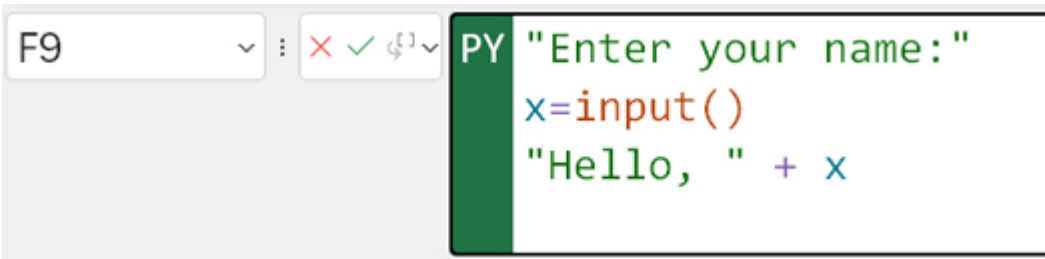 F9
PY
"Enter your name:"
x=input()
"Hello, " + x